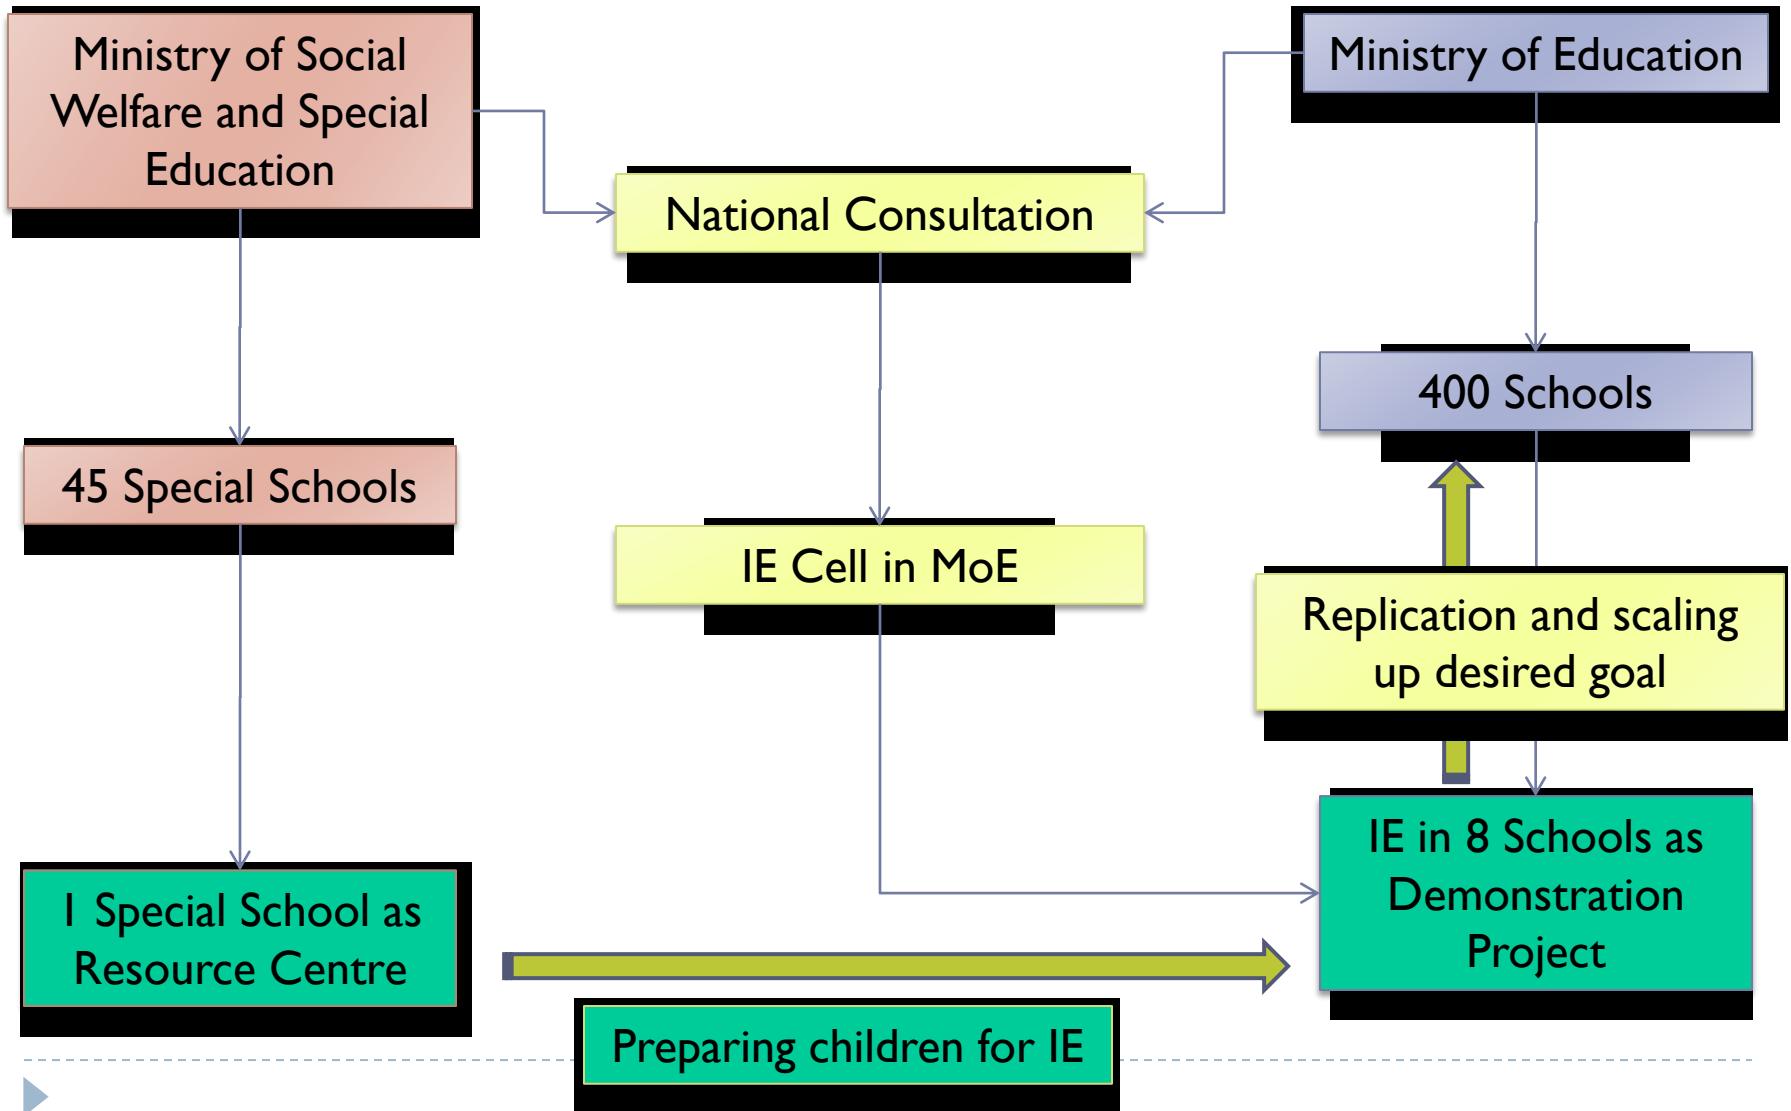 Ministry of Social
Welfare and Special
Education
Ministry of Education
National Consultation
400 Schools
45 Special Schools
IE Cell in MoE
Replication and scaling
up desired goal
IE in 8 Schools as
Demonstration
Project
1 Special School as
Resource Centre
Preparing children for IE